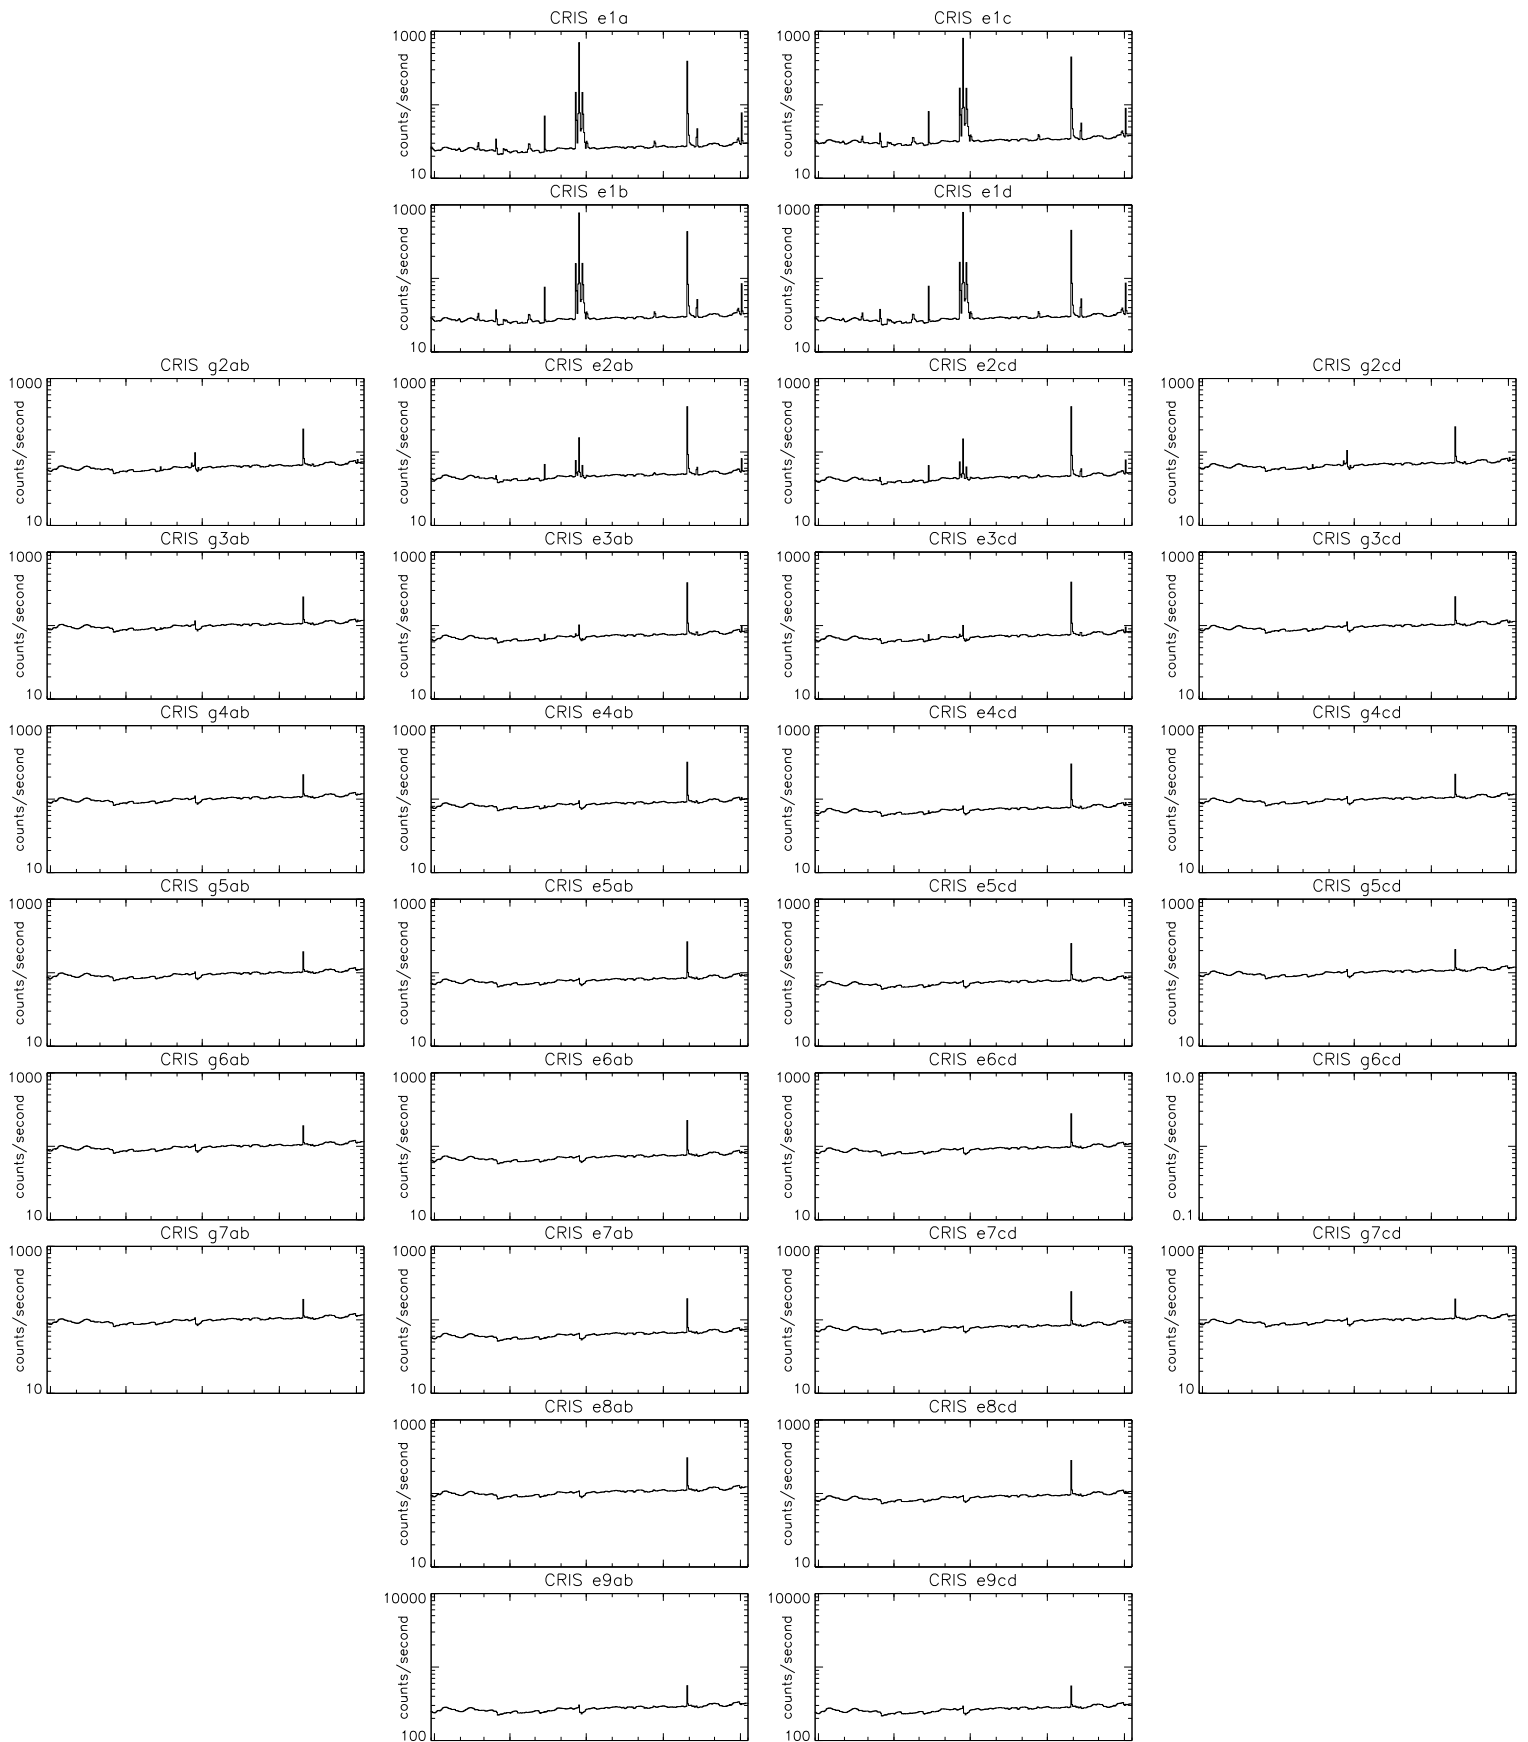 CRIS e1a CRIS e1c
1000 counts/second 10 1000 counts/second 10
CRIS e1b CRIS e1d
1000 counts/second 10 1000 counts/second 10
CRIS g2ab CRIS e2ab CRIS e2cd CRIS g2cd
1000 counts/second 10 1000 counts/second 10 1000 counts/second 10 1000 counts/second 10
CRIS g3ab CRIS e3ab CRIS e3cd CRIS g3cd
1000 counts/second 10 1000 counts/second 10 1000 counts/second 10 1000 counts/second 10
CRIS g4ab CRIS e4ab CRIS e4cd CRIS g4cd
1000 counts/second 10 1000 counts/second 10 1000 counts/second 10 1000 counts/second 10
CRIS g5ab CRIS e5ab CRIS e5cd CRIS g5cd
1000 counts/second 10 1000 counts/second 10 1000 counts/second 10 1000 counts/second 10
CRIS g6ab CRIS e6ab CRIS e6cd CRIS g6cd
1000 counts/second 10 1000 counts/second 10 1000 counts/second 10 10.0 counts/second 0.1
CRIS g7ab CRIS e7ab CRIS e7cd CRIS g7cd
1000 counts/second 10 1000 counts/second 10 1000 counts/second 10 1000 counts/second 10
CRIS e8ab CRIS e8cd
1000 counts/second 10 1000 counts/second 10
CRIS e9ab CRIS e9cd
10000 counts/second 100 10000 counts/second 100